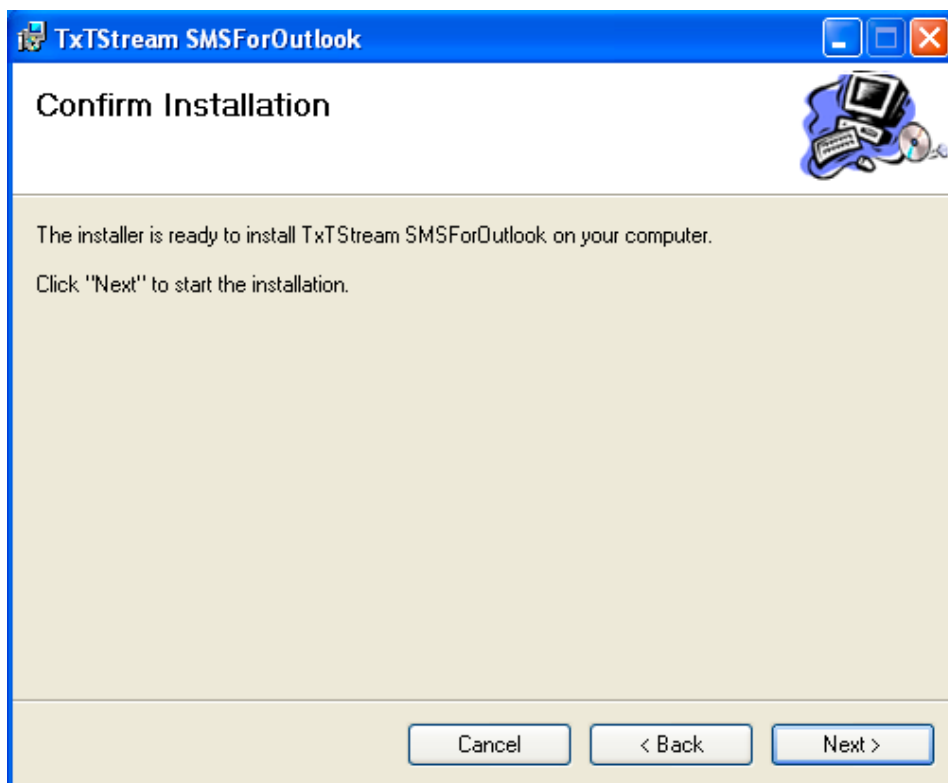 TxTStream SMSForOutlook
Confirm Installation
The installer is ready to install TxTStream SMSForOutlook on your computer.
Click "Next" to start the installation.
Cancel
< Back
Next >